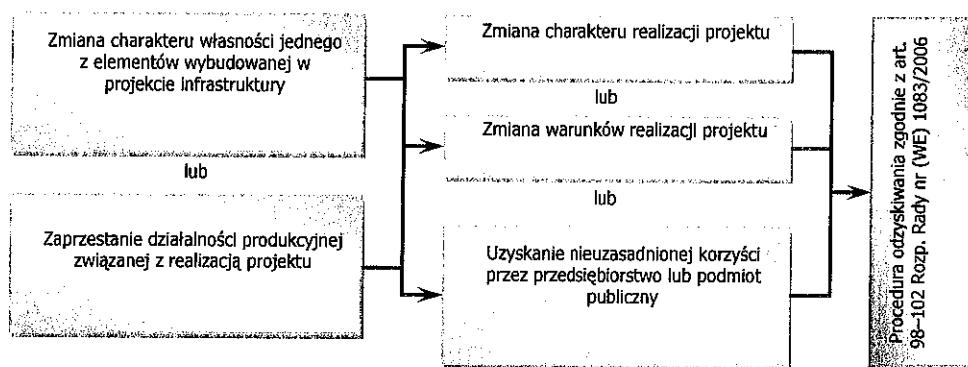 Zmiana charakteru własności jednego
z elementów wybudowanej w
projekcie infrastruktury
lub
Zaprzestanie działalności produkcyjnej
związanej z realizacją projektu
Zmiana charakteru realizacji projektu
lub
Zmiana warunków realizacji projektu
lub
Uzyskanie nieuzasadnionej korzyści
przez przedsiębiorstwo lub podmiot
publiczny
Procedura odzyskiwania zgodnie z art.
98–102 Rozp. Rady nr (WE) 1083/2006